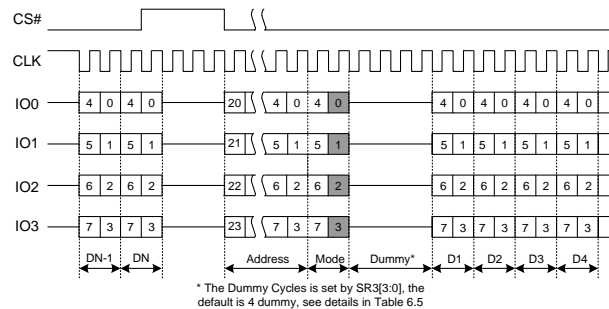 CS#
CLK
IO0 4 0 4 0 20 4 0 4 0 4 0 4 0 4 0 4 0
IO1 5 1 5 1 21 5 1 5 1 5 1 5 1 5 1 5 1
IO2 6 2 6 2 22 6 2 6 2 6 2 6 2 6 2 6 2
IO3 7 3 7 3 23 7 3 7 3 7 3 7 3 7 3 7 3
DN-1 DN Address Mode Dummy* D1 D2 D3 D4
* The Dummy Cycles is set by SR3[3:0], the
default is 4 dummy, see details in Table 6.5